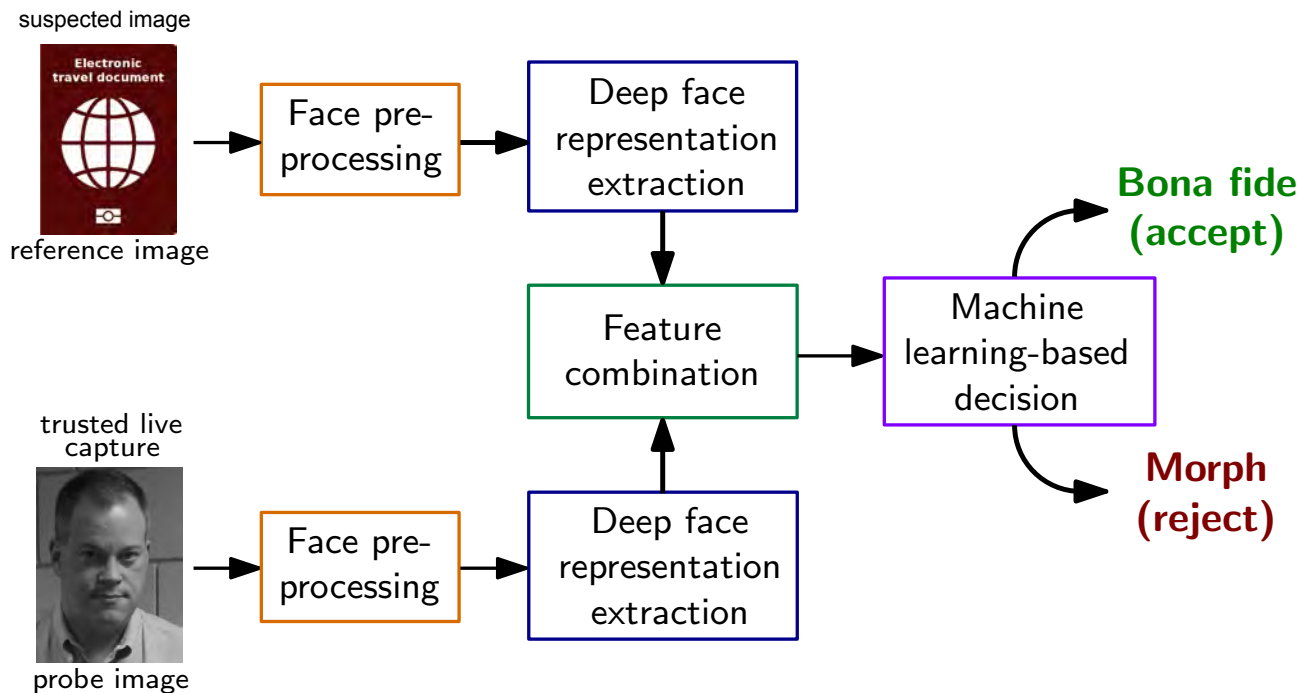 suspected image
Electronic
travel document
reference image
Face pre-
processing
Deep face
representation
extraction
Feature
combination
Machine
learning-based
decision
Bona fide
(accept)
Morph
(reject)
trusted live
capture
probe image
Face pre-
processing
Deep face
representation
extraction